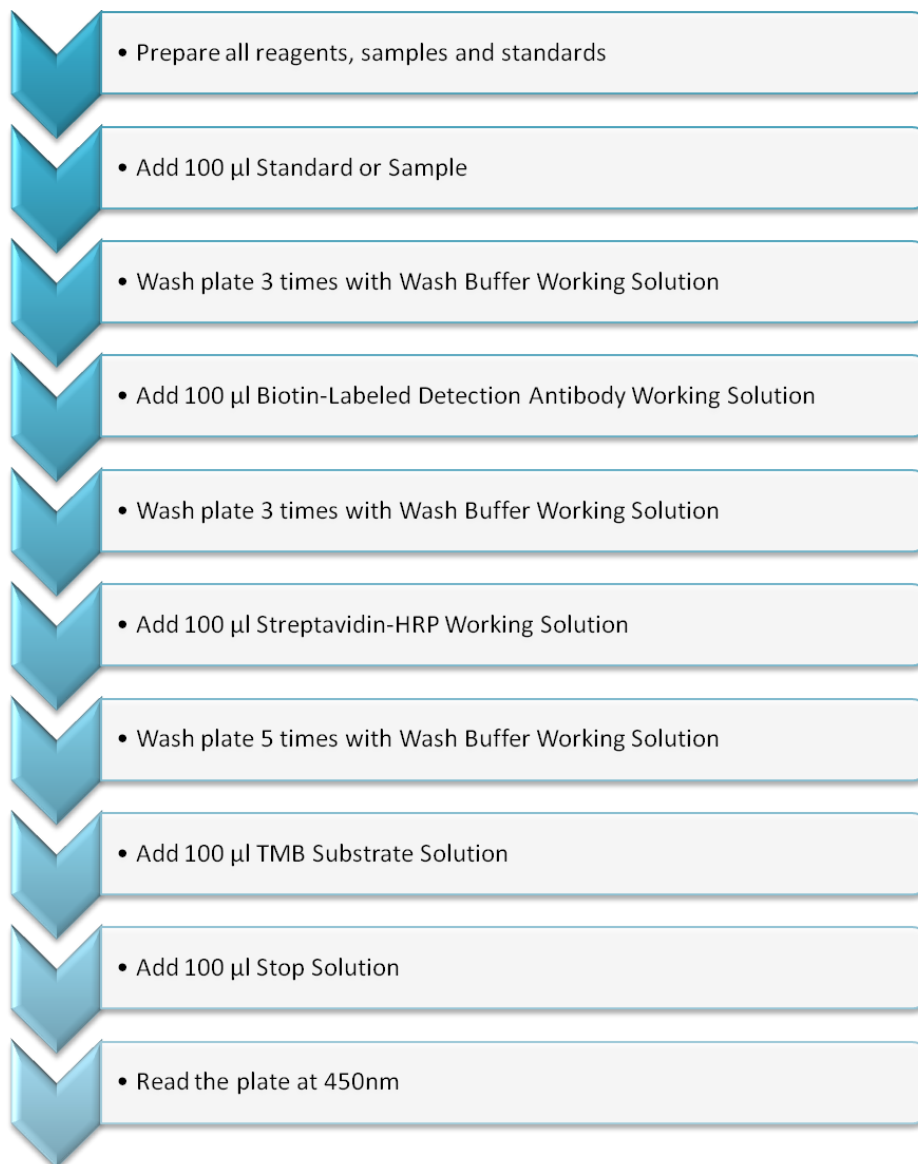 • Prepare all reagents, samples and standards
• Add 100 µl Standard or Sample
• Wash plate 3 times with Wash Buffer Working Solution
• Add 100 µl Biotin-Labeled Detection Antibody Working Solution
• Wash plate 3 times with Wash Buffer Working Solution
• Add 100 µl Streptavidin-HRP Working Solution
• Wash plate 5 times with Wash Buffer Working Solution
• Add 100 µl TMB Substrate Solution
• Add 100 µl Stop Solution
• Read the plate at 450nm